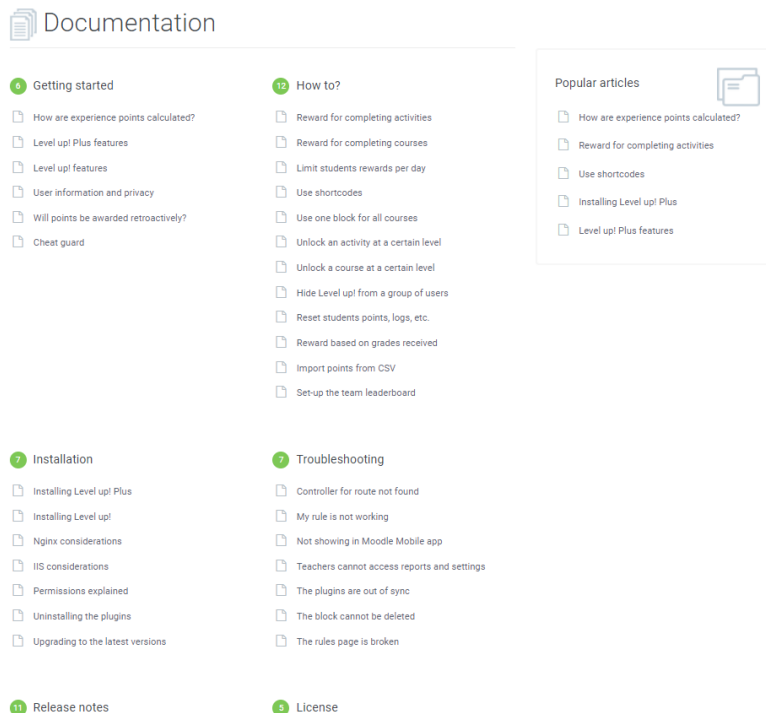 Documentation
6 Getting started
How are experience points calculated?
Level up! Plus features
Level up! features
User information and privacy
Will points be awarded retroactively?
Cheat guard
12 How to?
Reward for completing activities
Reward for completing courses
Limit students rewards per day
Use shortcodes
Use one block for all courses
Unlock an activity at a certain level
Unlock a course at a certain level
Hide Level up! from a group of users
Reset students points, logs, etc.
Reward based on grades received
Import points from CSV
Set-up the team leaderboard
Popular articles
How are experience points calculated?
Reward for completing activities
Use shortcodes
Installing Level up! Plus
Level up! Plus features
7 Installation
Installing Level up! Plus
Installing Level up!
Nginx considerations
IIS considerations
Permissions explained
Uninstalling the plugins
Upgrading to the latest versions
7 Troubleshooting
Controller for route not found
My rule is not working
Not showing in Moodle Mobile app
Teachers cannot access reports and settings
The plugins are out of sync
The block cannot be deleted
The rules page is broken
11 Release notes
5 License